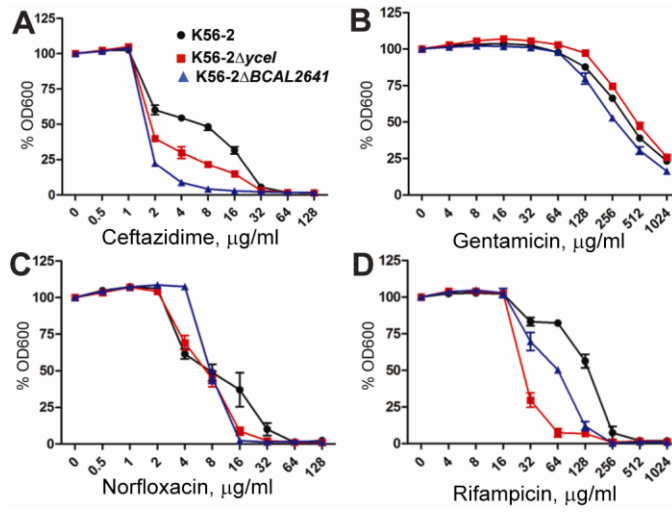 A
B
K56-2
K56-2ΔyceI
K56-2ΔBCAL2641
% OD600
125
100
75
50
25
0
0 0.5 1 2 4 8 16 32 64 128
Ceftazidime, μg/ml
% OD600
125
100
75
50
25
0
0 4 8 16 32 64 128 256 512 1024
Gentamicin, μg/ml
C
D
% OD600
125
100
75
50
25
0
0 0.5 1 2 4 8 16 32 64 128
Norfloxacin, μg/ml
% OD600
125
100
75
50
25
0
0 4 8 16 32 64 128 256 512 1024
Rifampicin, μg/ml